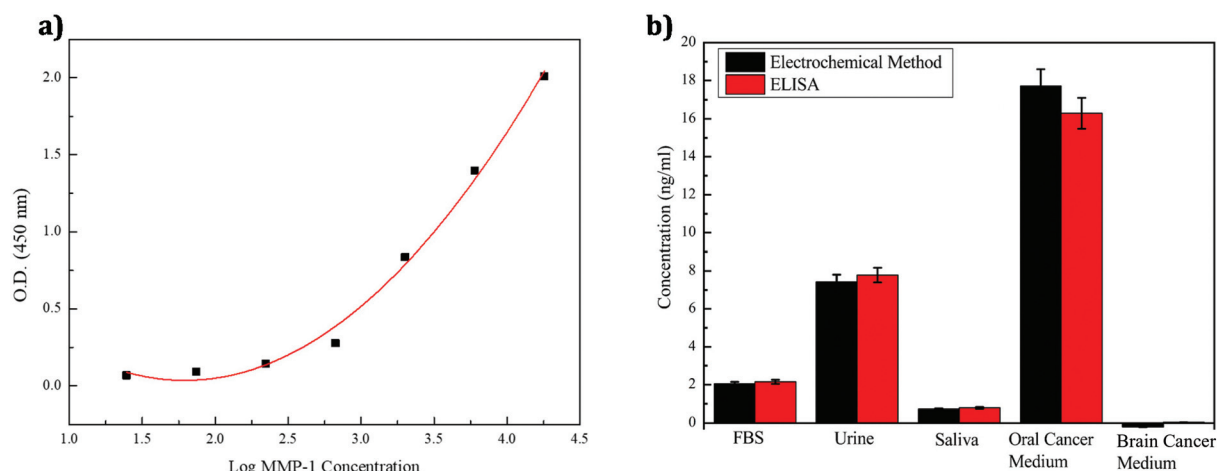 a)
O.D. (450 nm)
2.0
1.5
1.0
0.5
0.0
1.0 1.5 2.0 2.5 3.0 3.5 4.0 4.5
Log MMP-1 Concentration
b)
Electrochemical Method
ELISA
Concentration (ng/ml)
20
18
16
14
12
10
8
6
4
2
0
FBS Urine Saliva Oral Cancer Brain Cancer
Medium Medium